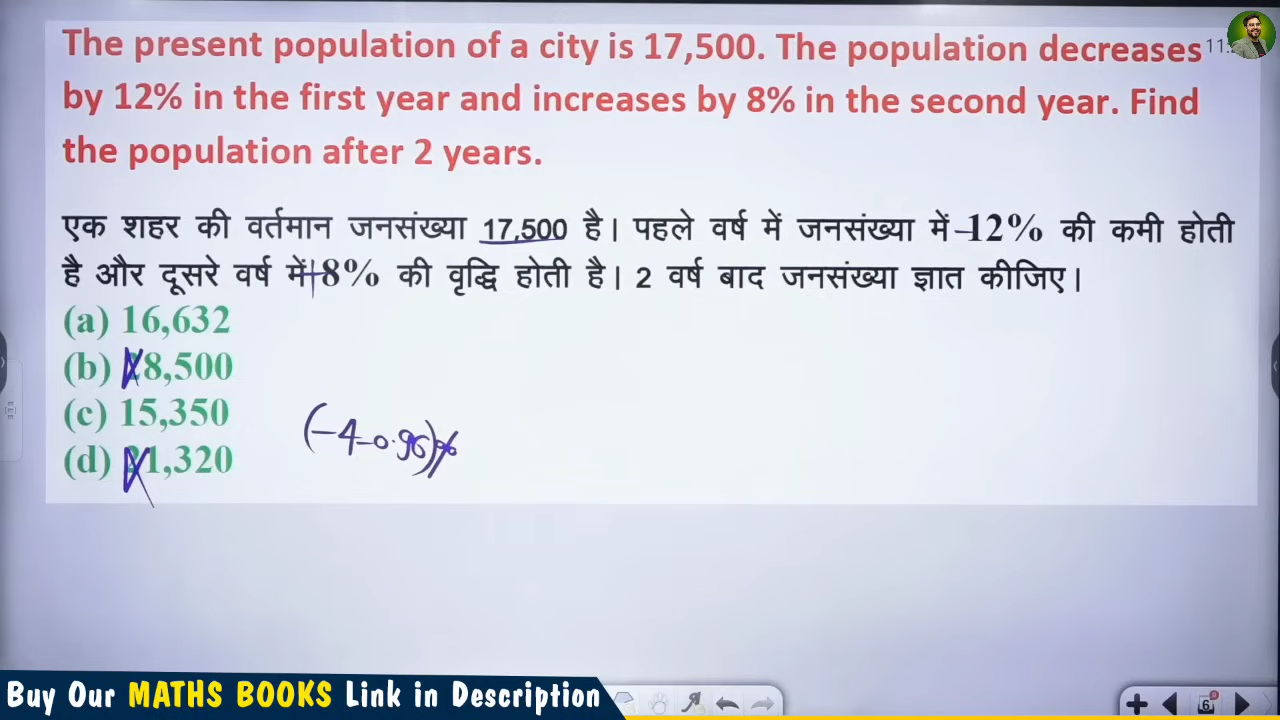 The present population of a city is 17,500. The population decreases
by 12% in the first year and increases by 8% in the second year. Find
the population after 2 years.
एक शहर की वर्तमान जनसंख्या 17,500 है। पहले वर्ष में जनसंख्या में -12% की कमी होती
है और दूसरे वर्ष में +8% की वृद्धि होती है। 2 वर्ष बाद जनसंख्या ज्ञात कीजिए।
(a) 16,632
(b) 8,500
(c) 15,350
(d) 1,320
(-4-0.96)%
Buy Our MATHS BOOKS Link in Description
6